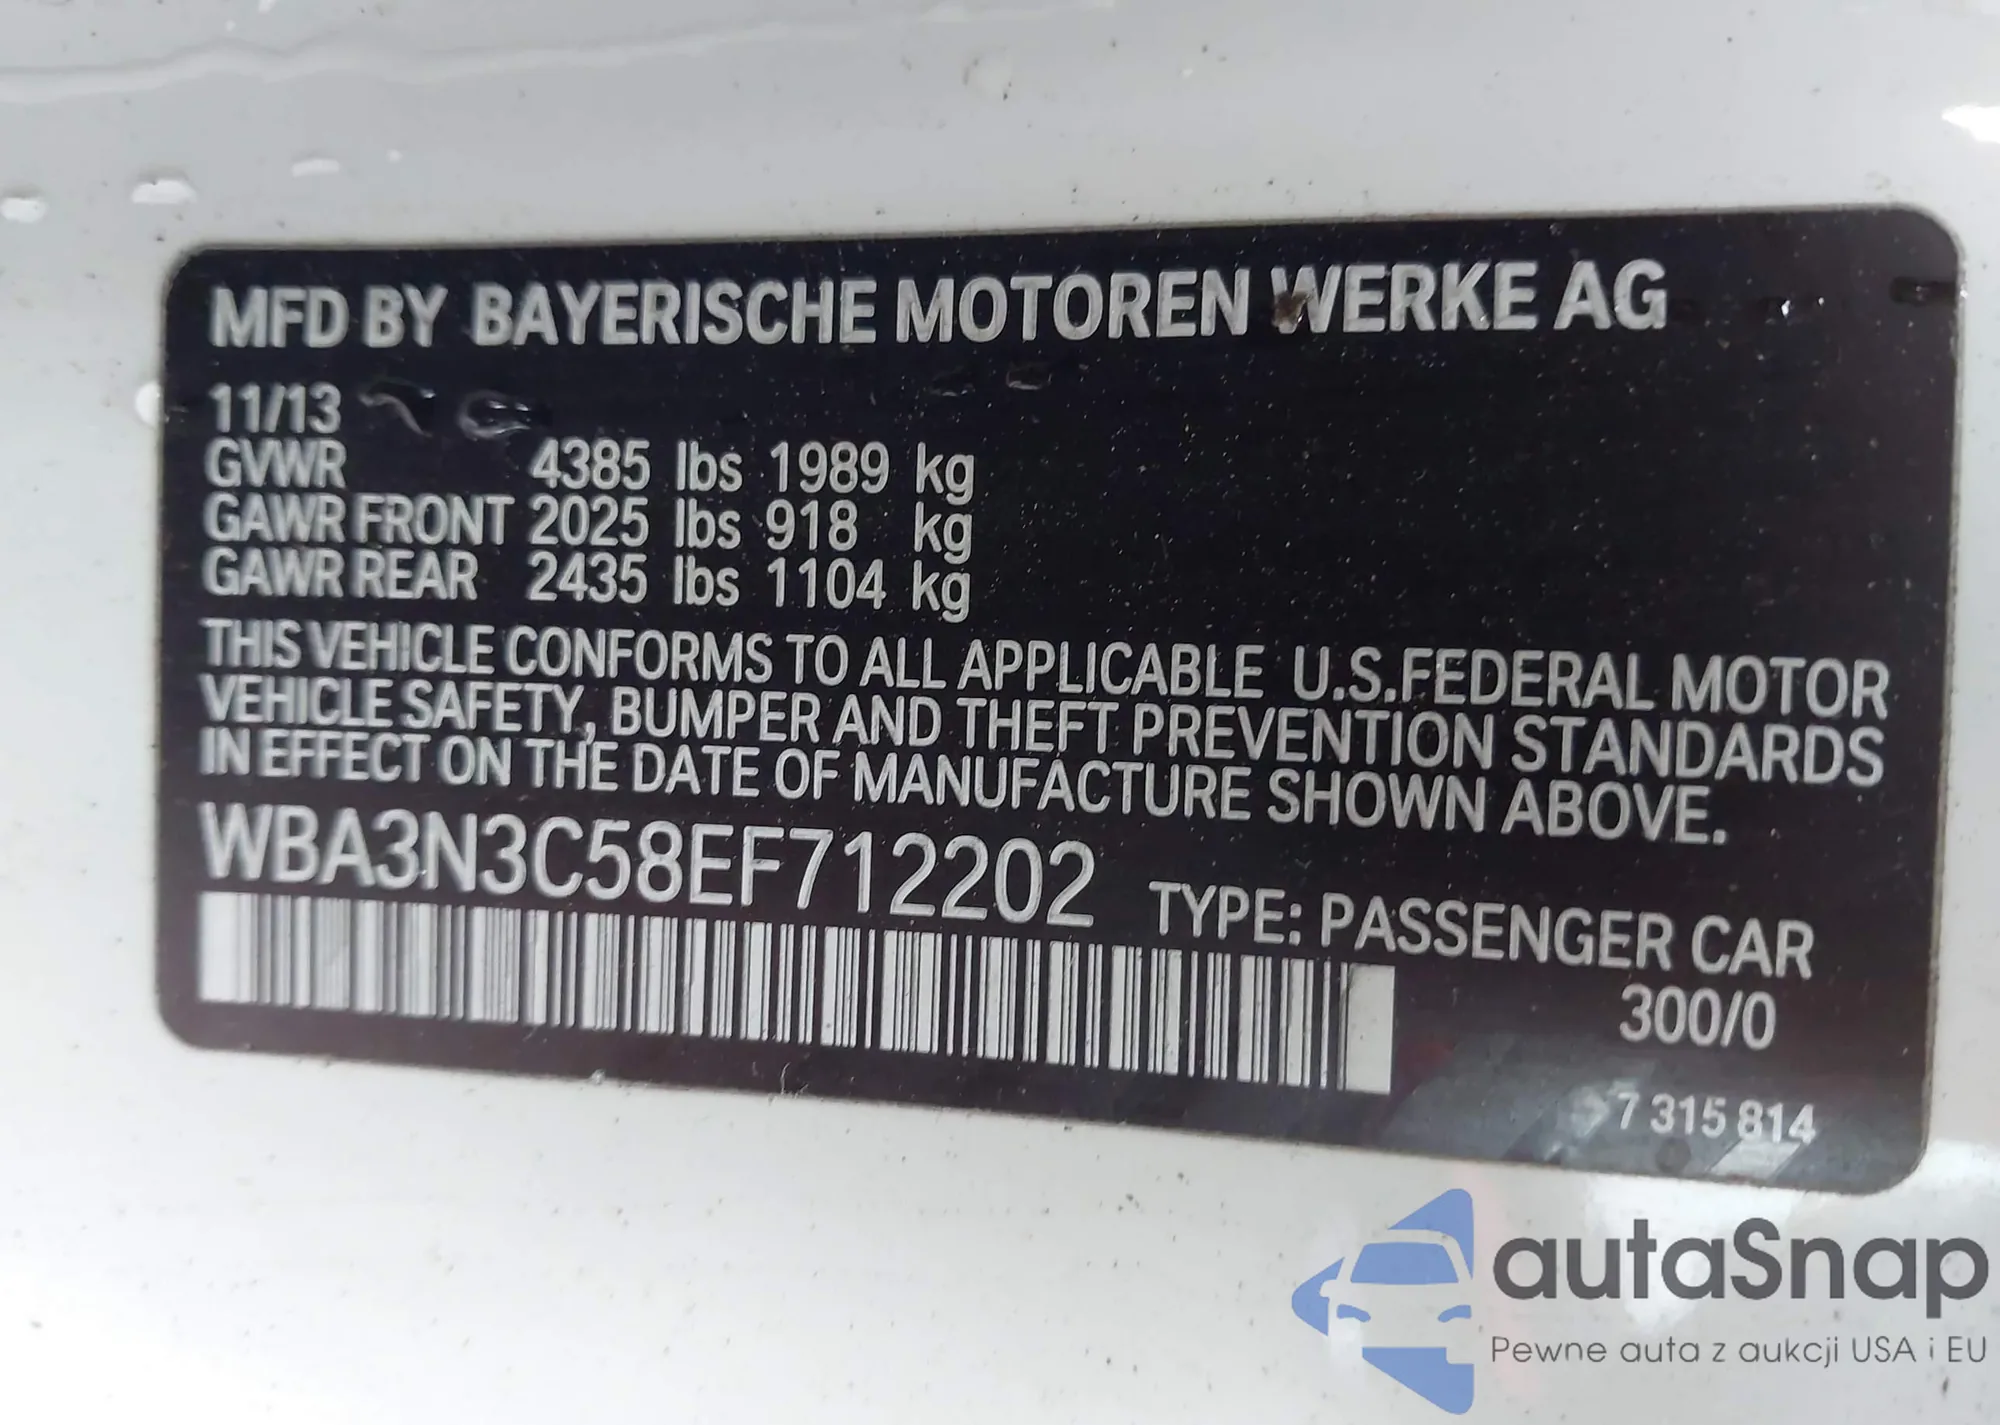 MFD BY BAYERISCHE MOTOREN WERKE AG
11/13
GVWR 4385 lbs 1989 kg
GAWR FRONT 2025 lbs 918 kg
GAWR REAR 2435 lbs 1104 kg
THIS VEHICLE CONFORMS TO ALL APPLICABLE U.S.FEDERAL MOTOR
VEHICLE SAFETY, BUMPER AND THEFT PREVENTION STANDARDS
IN EFFECT ON THE DATE OF MANUFACTURE SHOWN ABOVE.
WBA3N3C58EF712202 TYPE: PASSENGER CAR
300/0
7 315 814
autaSnap
Pewne auta z aukcji USA i EU